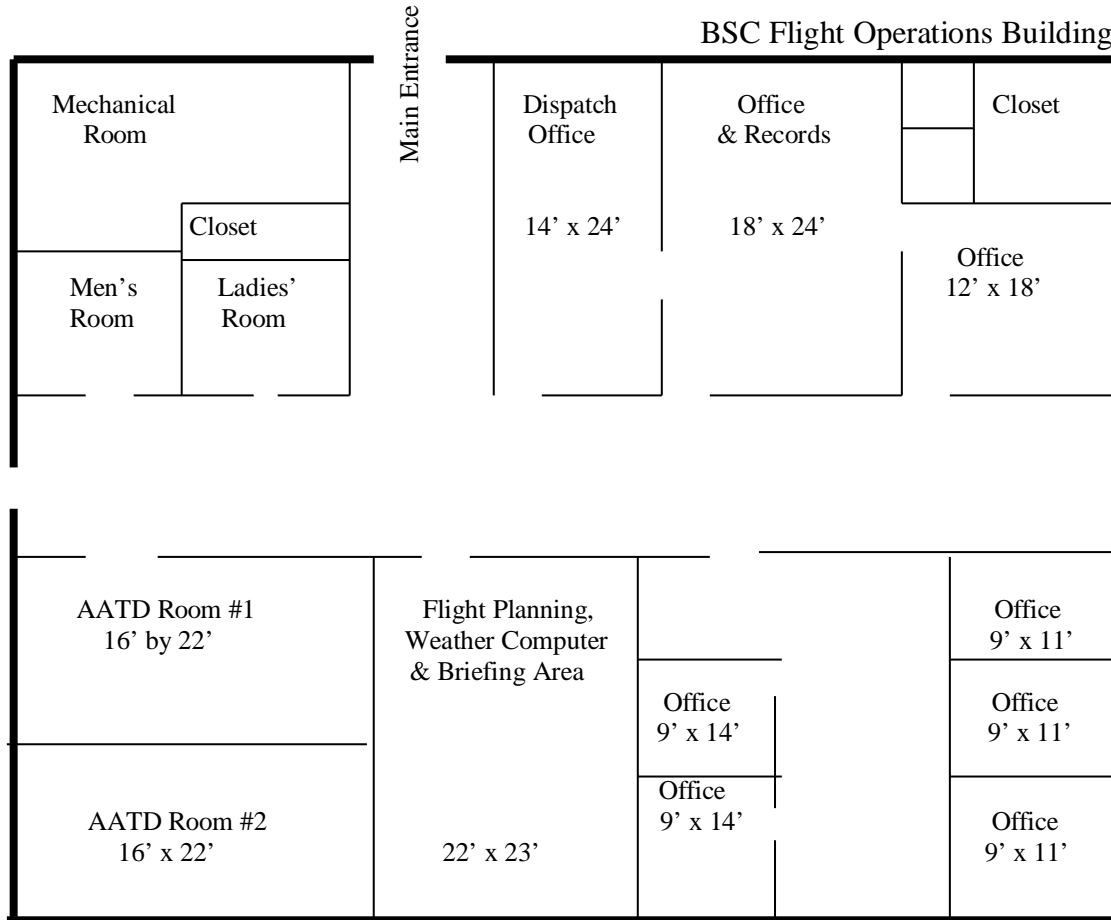 BSC Flight Operations Building
Main Entrance
Mechanical
Room
Dispatch
Office
Office
& Records
Closet
Closet
14’ x 24’
18’ x 24’
Office
12’ x 18’
Men’s
Room
Ladies’
Room
AATD Room #1
16’ by 22’
Flight Planning,
Weather Computer
& Briefing Area
Office
9’ x 11’
Office
9’ x 14’
Office
9’ x 11’
Office
9’ x 14’
AATD Room #2
16’ x 22’
22’ x 23’
Office
9’ x 11’